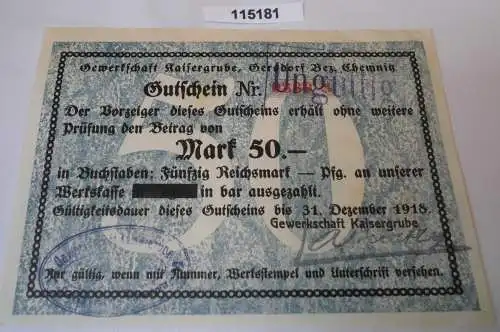 115181
Gewerkschaft Kaisergrube, Gersdorf Bez. Chemnitz
Gutschein Nr. Ungültig
Der Vorzeiger dieses Gutscheins erhält ohne weitere
Prüfung den Betrag von
Mark 50.—
in Buchstaben: Fünfzig Reichsmark — Pfg. an unserer
Werkskasse in bar ausgezahlt.
Gültigkeitsdauer dieses Gutscheins bis 31. Dezember 1918.
Gewerkschaft Kaisergrube
Nur gültig, wenn mit Nummer, Werksstempel und Unterschrift versehen.
50